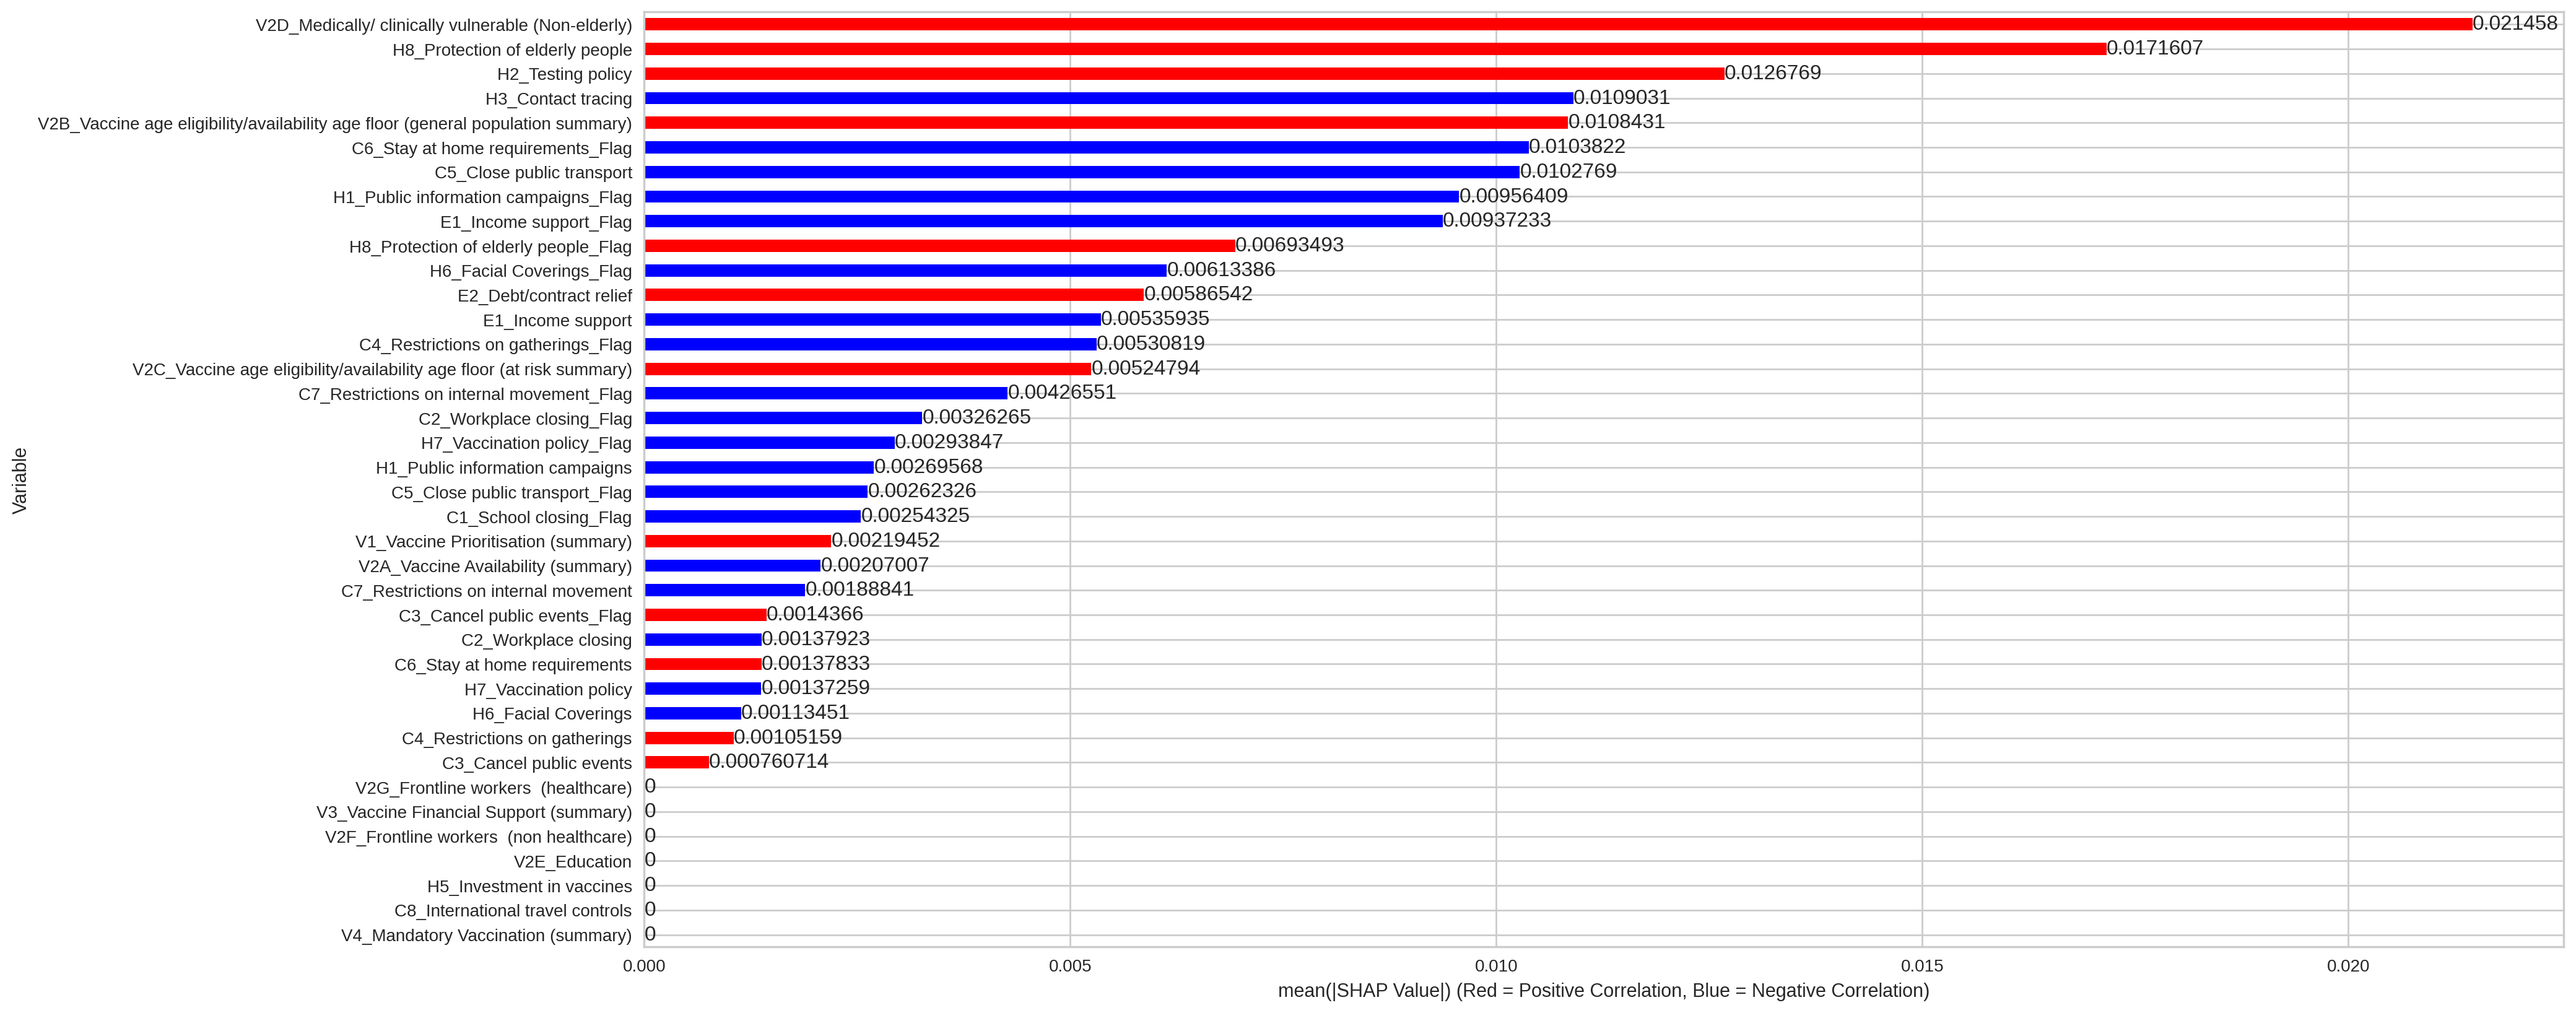 V2D_Medically/ clinically vulnerable (Non-elderly) 0.021458
H8_Protection of elderly people 0.0171607
H2_Testing policy 0.0126769
H3_Contact tracing 0.0109031
V2B_Vaccine age eligibility/availability age floor (general population summary) 0.0108431
C6_Stay at home requirements_Flag 0.0103822
C5_Close public transport 0.0102769
H1_Public information campaigns_Flag 0.00956409
E1_Income support_Flag 0.00937233
H8_Protection of elderly people_Flag 0.00693493
H6_Facial Coverings_Flag 0.00613386
E2_Debt/contract relief 0.00586542
E1_Income support 0.00535935
C4_Restrictions on gatherings_Flag 0.00530819
V2C_Vaccine age eligibility/availability age floor (at risk summary) 0.00524794
C7_Restrictions on internal movement_Flag 0.00426551
C2_Workplace closing_Flag 0.00326265
H7_Vaccination policy_Flag 0.00293847
H1_Public information campaigns 0.00269568
C5_Close public transport_Flag 0.00262326
C1_School closing_Flag 0.00254325
V1_Vaccine Prioritisation (summary) 0.00219452
V2A_Vaccine Availability (summary) 0.00207007
C7_Restrictions on internal movement 0.00188841
C3_Cancel public events_Flag 0.0014366
C2_Workplace closing 0.00137923
C6_Stay at home requirements 0.00137833
H7_Vaccination policy 0.00137259
H6_Facial Coverings 0.00113451
C4_Restrictions on gatherings 0.00105159
C3_Cancel public events 0.000760714
V2G_Frontline workers  (healthcare) 0
V3_Vaccine Financial Support (summary) 0
V2F_Frontline workers  (non healthcare) 0
V2E_Education 0
H5_Investment in vaccines 0
C8_International travel controls 0
V4_Mandatory Vaccination (summary) 0
Variable
0.000 0.005 0.010 0.015 0.020
mean(|SHAP Value|) (Red = Positive Correlation, Blue = Negative Correlation)